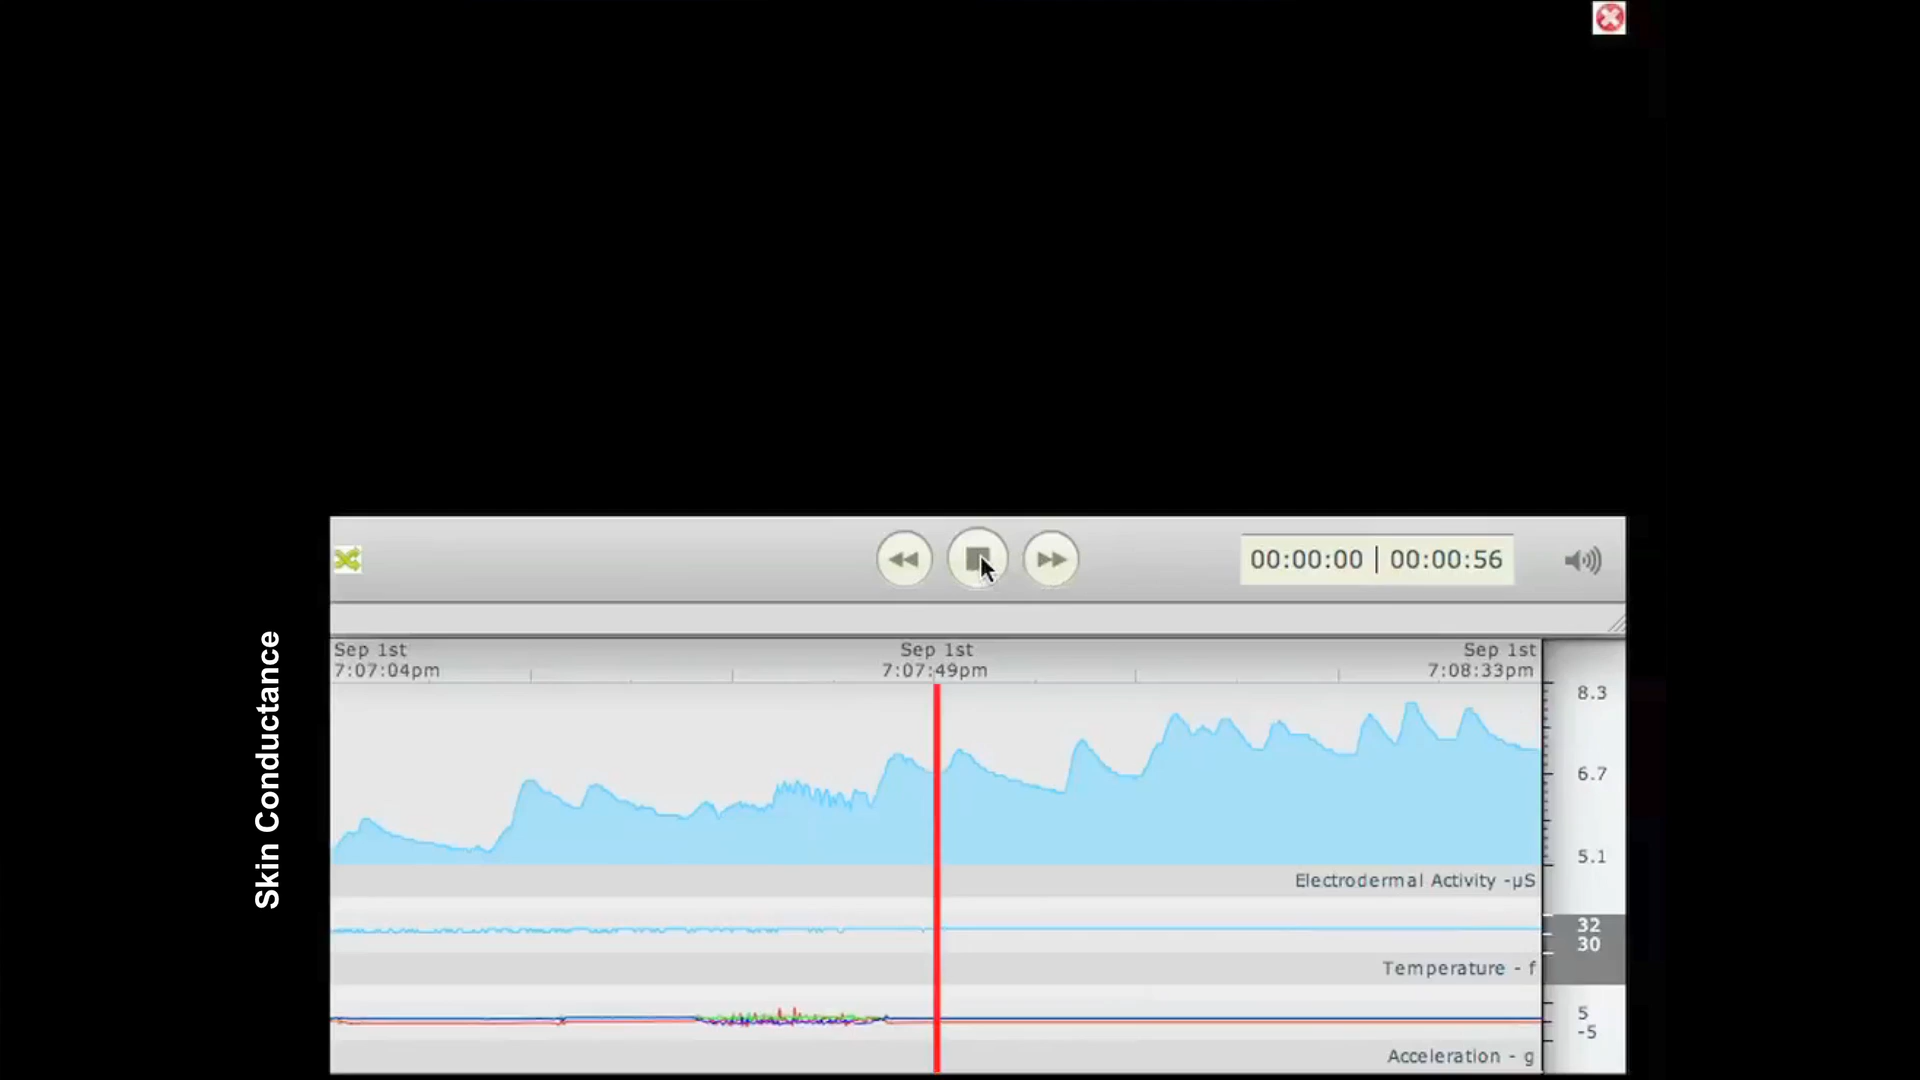 00:00:00 | 00:00:56
Skin Conductance
Sep 1st
7:07:04pm
Sep 1st
7:07:49pm
Sep 1st
7:08:33pm
8.3
6.7
5.1
Electrodermal Activity -µS
32
30
Temperature - f
5
-5
Acceleration - g